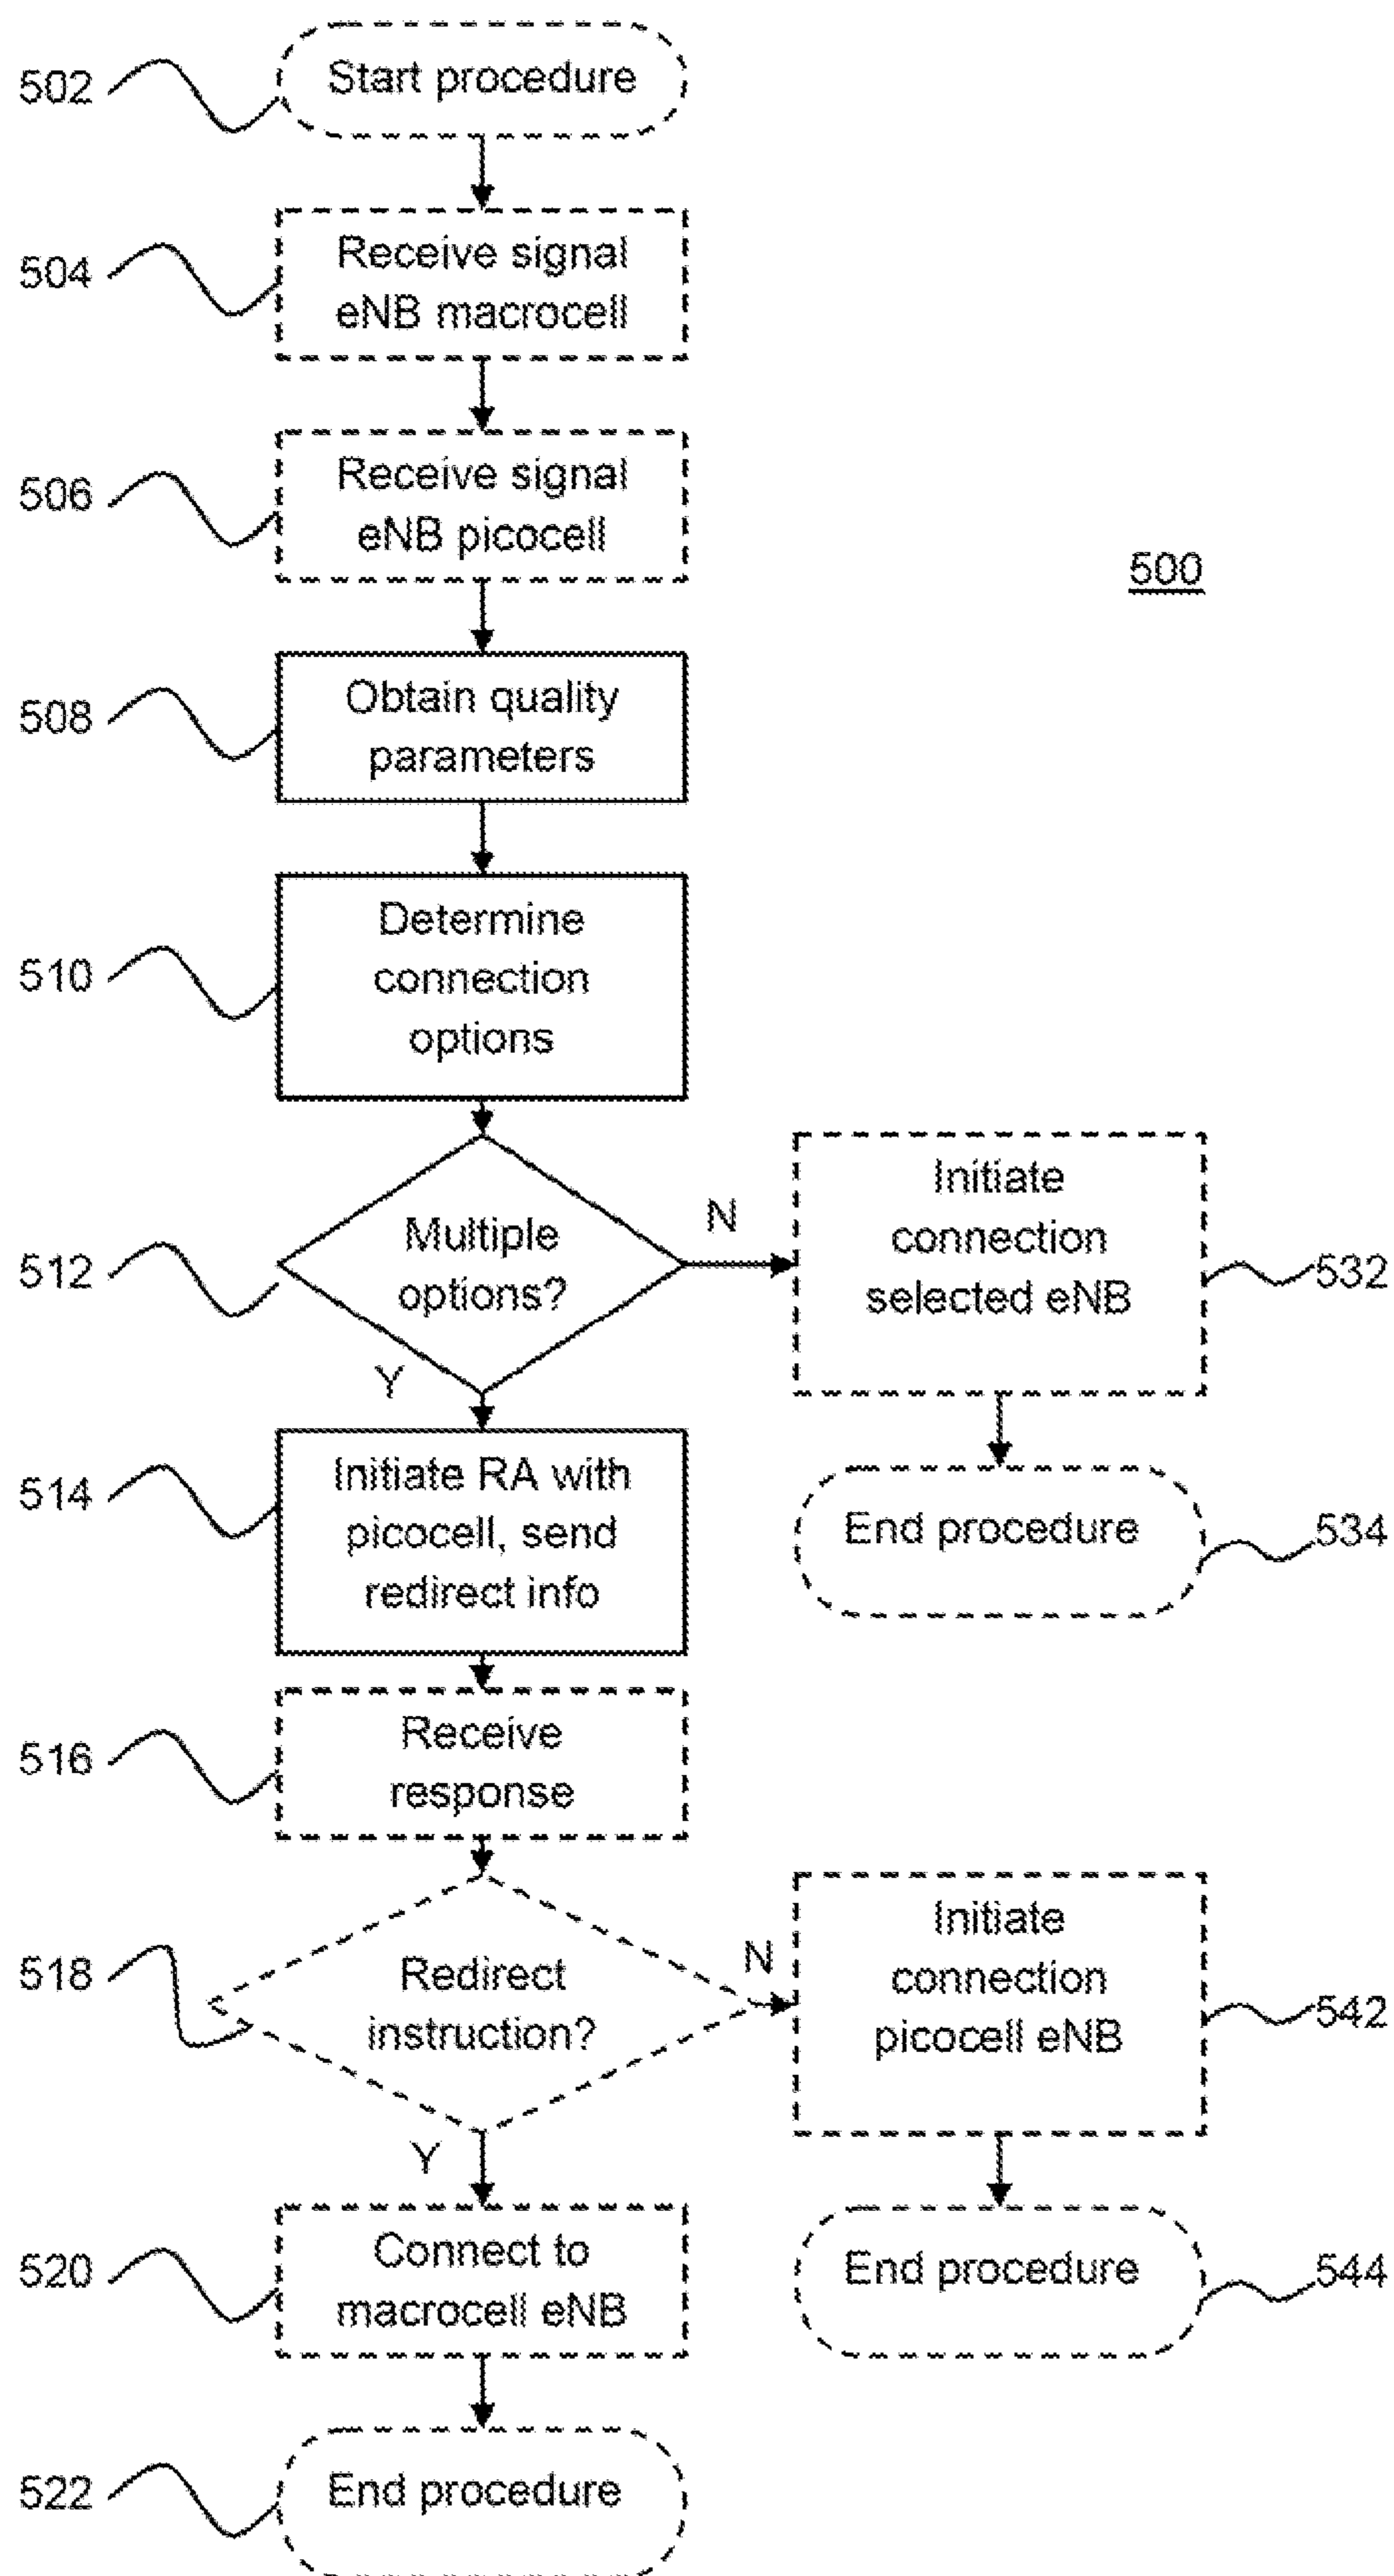 502
Start procedure
504
Receive signal
eNB macrocell
506
Receive signal
eNB picocell
500
508
Obtain quality
parameters
510
Determine
connection
options
512
Multiple
options?
N
Y
Initiate
connection
selected eNB
532
514
Initiate RA with
picocell, send
redirect info
End procedure
534
516
Receive
response
518
Redirect
instruction?
N
Y
Initiate
connection
picocell eNB
542
520
Connect to
macrocell eNB
End procedure
544
522
End procedure